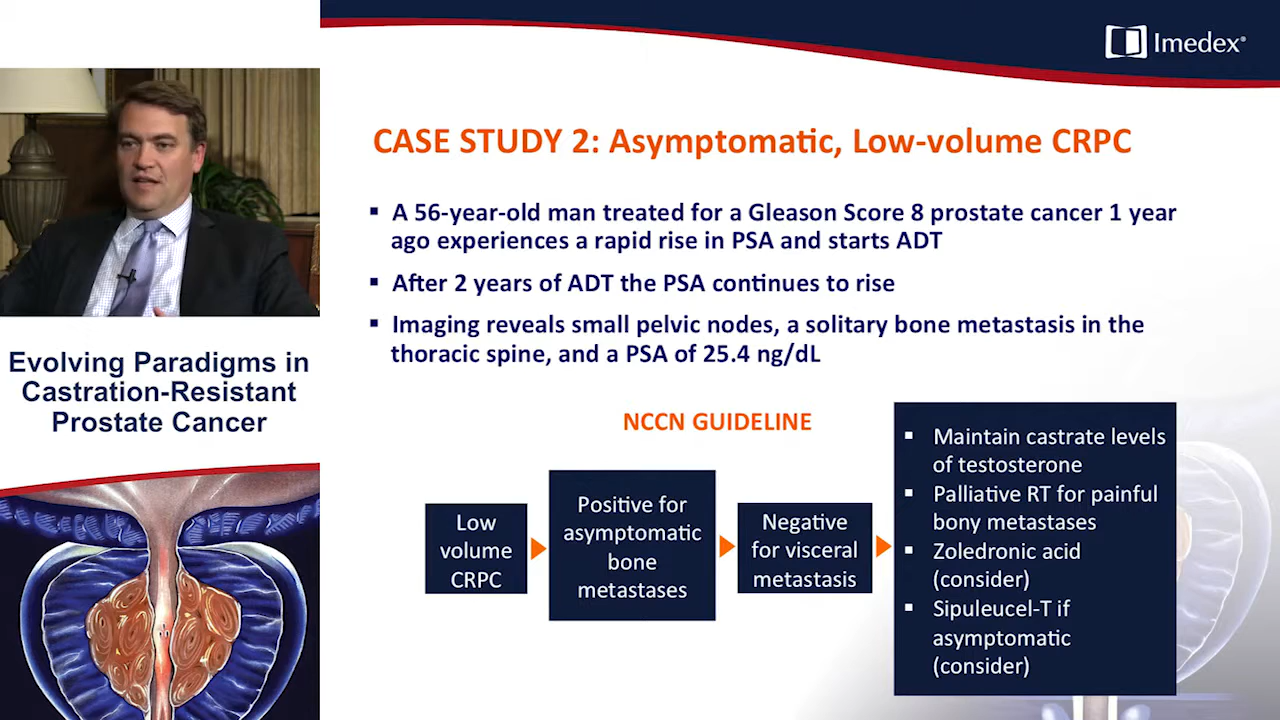 Imedex®
CASE STUDY 2: Asymptomatic, Low-volume CRPC
▪ A 56-year-old man treated for a Gleason Score 8 prostate cancer 1 year
ago experiences a rapid rise in PSA and starts ADT
▪ After 2 years of ADT the PSA continues to rise
▪ Imaging reveals small pelvic nodes, a solitary bone metastasis in the
thoracic spine, and a PSA of 25.4 ng/dL
Evolving Paradigms in
Castration-Resistant
Prostate Cancer
NCCN GUIDELINE
Low
volume
CRPC
Positive for
asymptomatic
bone
metastases
Negative
for visceral
metastasis
▪ Maintain castrate levels
of testosterone
▪ Palliative RT for painful
bony metastases
▪ Zoledronic acid
(consider)
▪ Sipuleucel-T if
asymptomatic
(consider)